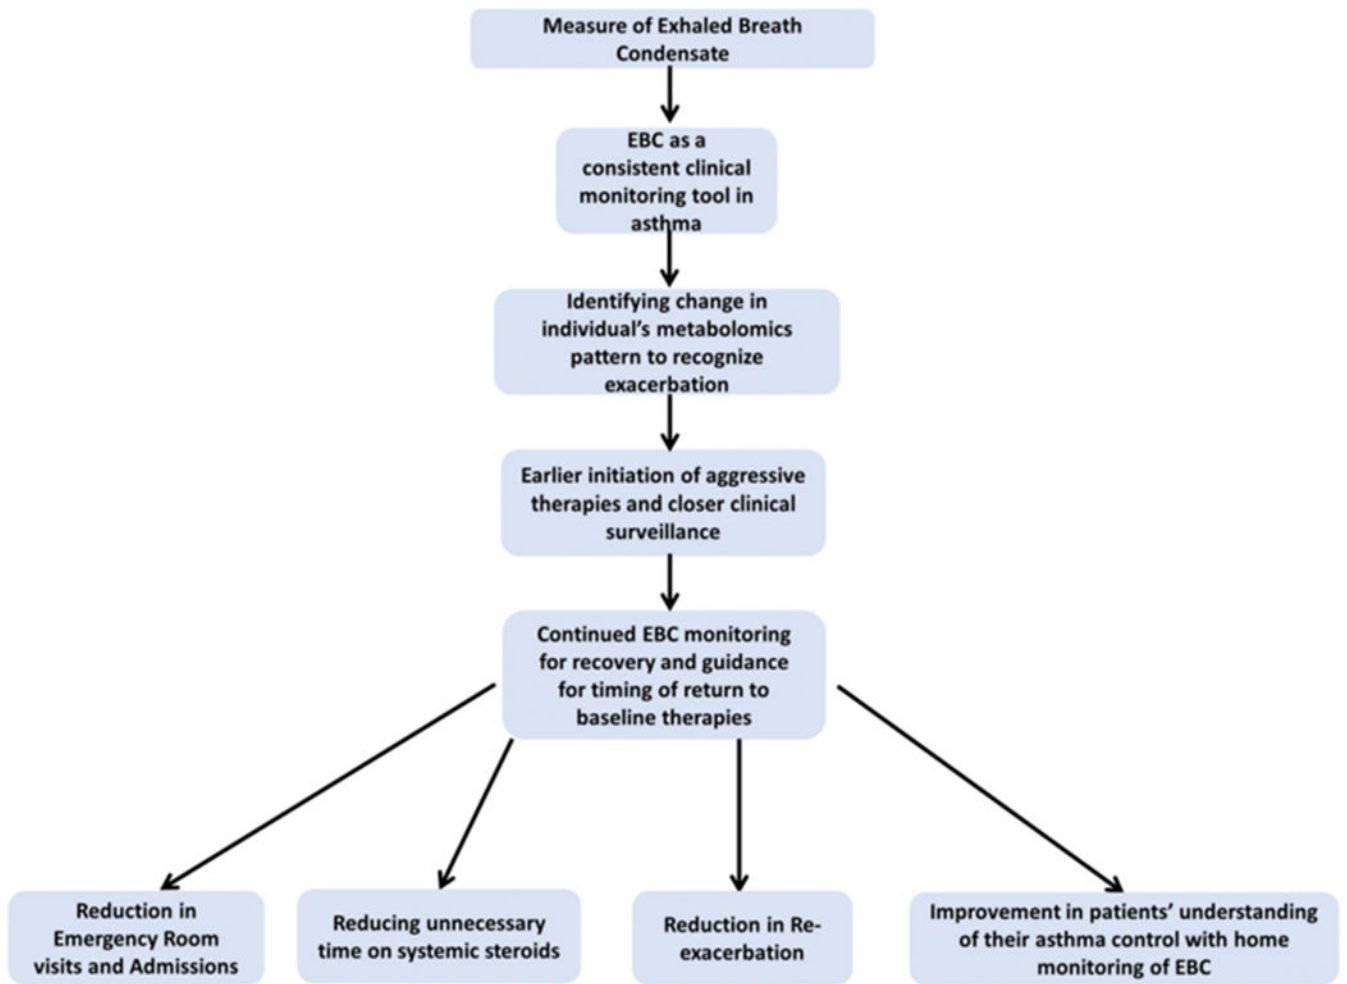 Measure of Exhaled Breath
Condensate
EBC as a
consistent clinical
monitoring tool in
asthma
Identifying change in
individual’s metabolomics
pattern to recognize
exacerbation
Earlier initiation of aggressive
therapies and closer clinical
surveillance
Continued EBC monitoring
for recovery and guidance
for timing of return to
baseline therapies
Reduction in
Emergency Room
visits and Admissions
Reducing unnecessary
time on systemic steroids
Reduction in Re-
exacerbation
Improvement in patients’ understanding
of their asthma control with home
monitoring of EBC